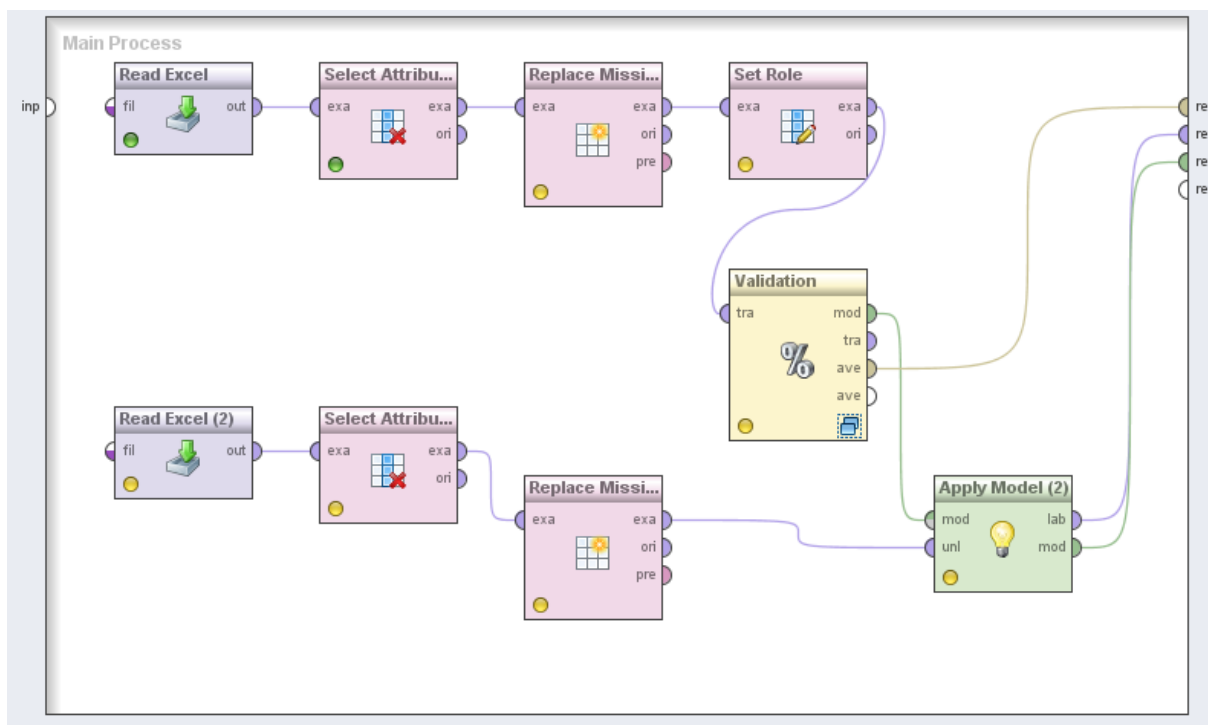 Main Process
Read Excel
Select Attribu...
Replace Missi...
Set Role
inp
fil
out
exa
exa
ori
exa
exa
ori
pre
exa
exa
ori
re
re
re
re
Validation
tra
mod
tra
ave
ave
%
Read Excel (2)
Select Attribu...
fil
out
exa
exa
ori
Replace Missi...
exa
exa
ori
pre
Apply Model (2)
mod
lab
unl
mod